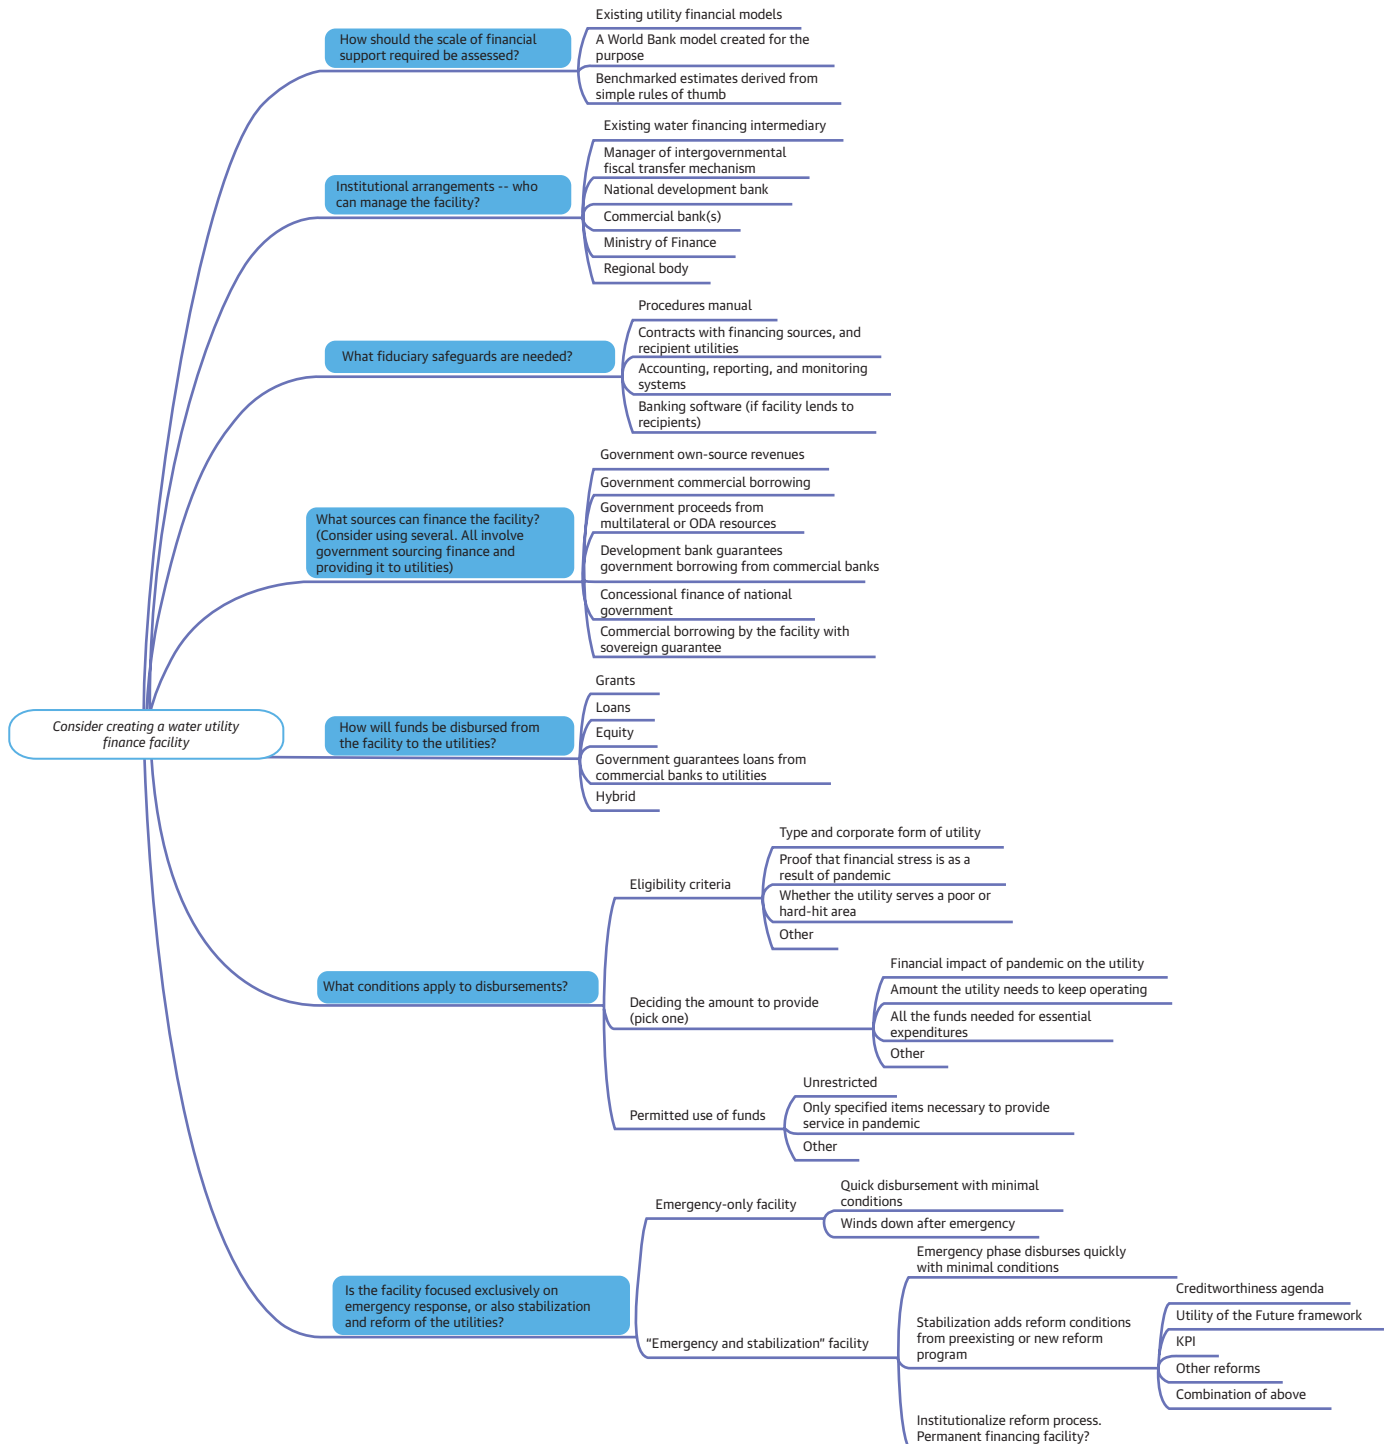 Consider creating a water utility
finance facility
How should the scale of financial
support required be assessed?
Existing utility financial models
A World Bank model created for the
purpose
Benchmarked estimates derived from
simple rules of thumb
Institutional arrangements -- who
can manage the facility?
Existing water financing intermediary
Manager of intergovernmental
fiscal transfer mechanism
National development bank
Commercial bank(s)
Ministry of Finance
Regional body
What fiduciary safeguards are needed?
Procedures manual
Contracts with financing sources, and
recipient utilities
Accounting, reporting, and monitoring
systems
Banking software (if facility lends to
recipients)
What sources can finance the facility?
(Consider using several. All involve
government sourcing finance and
providing it to utilities)
Government own-source revenues
Government commercial borrowing
Government proceeds from
multilateral or ODA resources
Development bank guarantees
government borrowing from commercial banks
Concessional finance of national
government
Commercial borrowing by the facility with
sovereign guarantee
How will funds be disbursed from
the facility to the utilities?
Grants
Loans
Equity
Government guarantees loans from
commercial banks to utilities
Hybrid
What conditions apply to disbursements?
Eligibility criteria
Type and corporate form of utility
Proof that financial stress is as a
result of pandemic
Whether the utility serves a poor or
hard-hit area
Other
Deciding the amount to provide
(pick one)
Financial impact of pandemic on the utility
Amount the utility needs to keep operating
All the funds needed for essential
expenditures
Other
Permitted use of funds
Unrestricted
Only specified items necessary to provide
service in pandemic
Other
Is the facility focused exclusively on
emergency response, or also stabilization
and reform of the utilities?
Emergency-only facility
Quick disbursement with minimal
conditions
Winds down after emergency
“Emergency and stabilization” facility
Emergency phase disburses quickly
with minimal conditions
Stabilization adds reform conditions
from preexisting or new reform
program
Creditworthiness agenda
Utility of the Future framework
KPI
Other reforms
Combination of above
Institutionalize reform process.
Permanent financing facility?